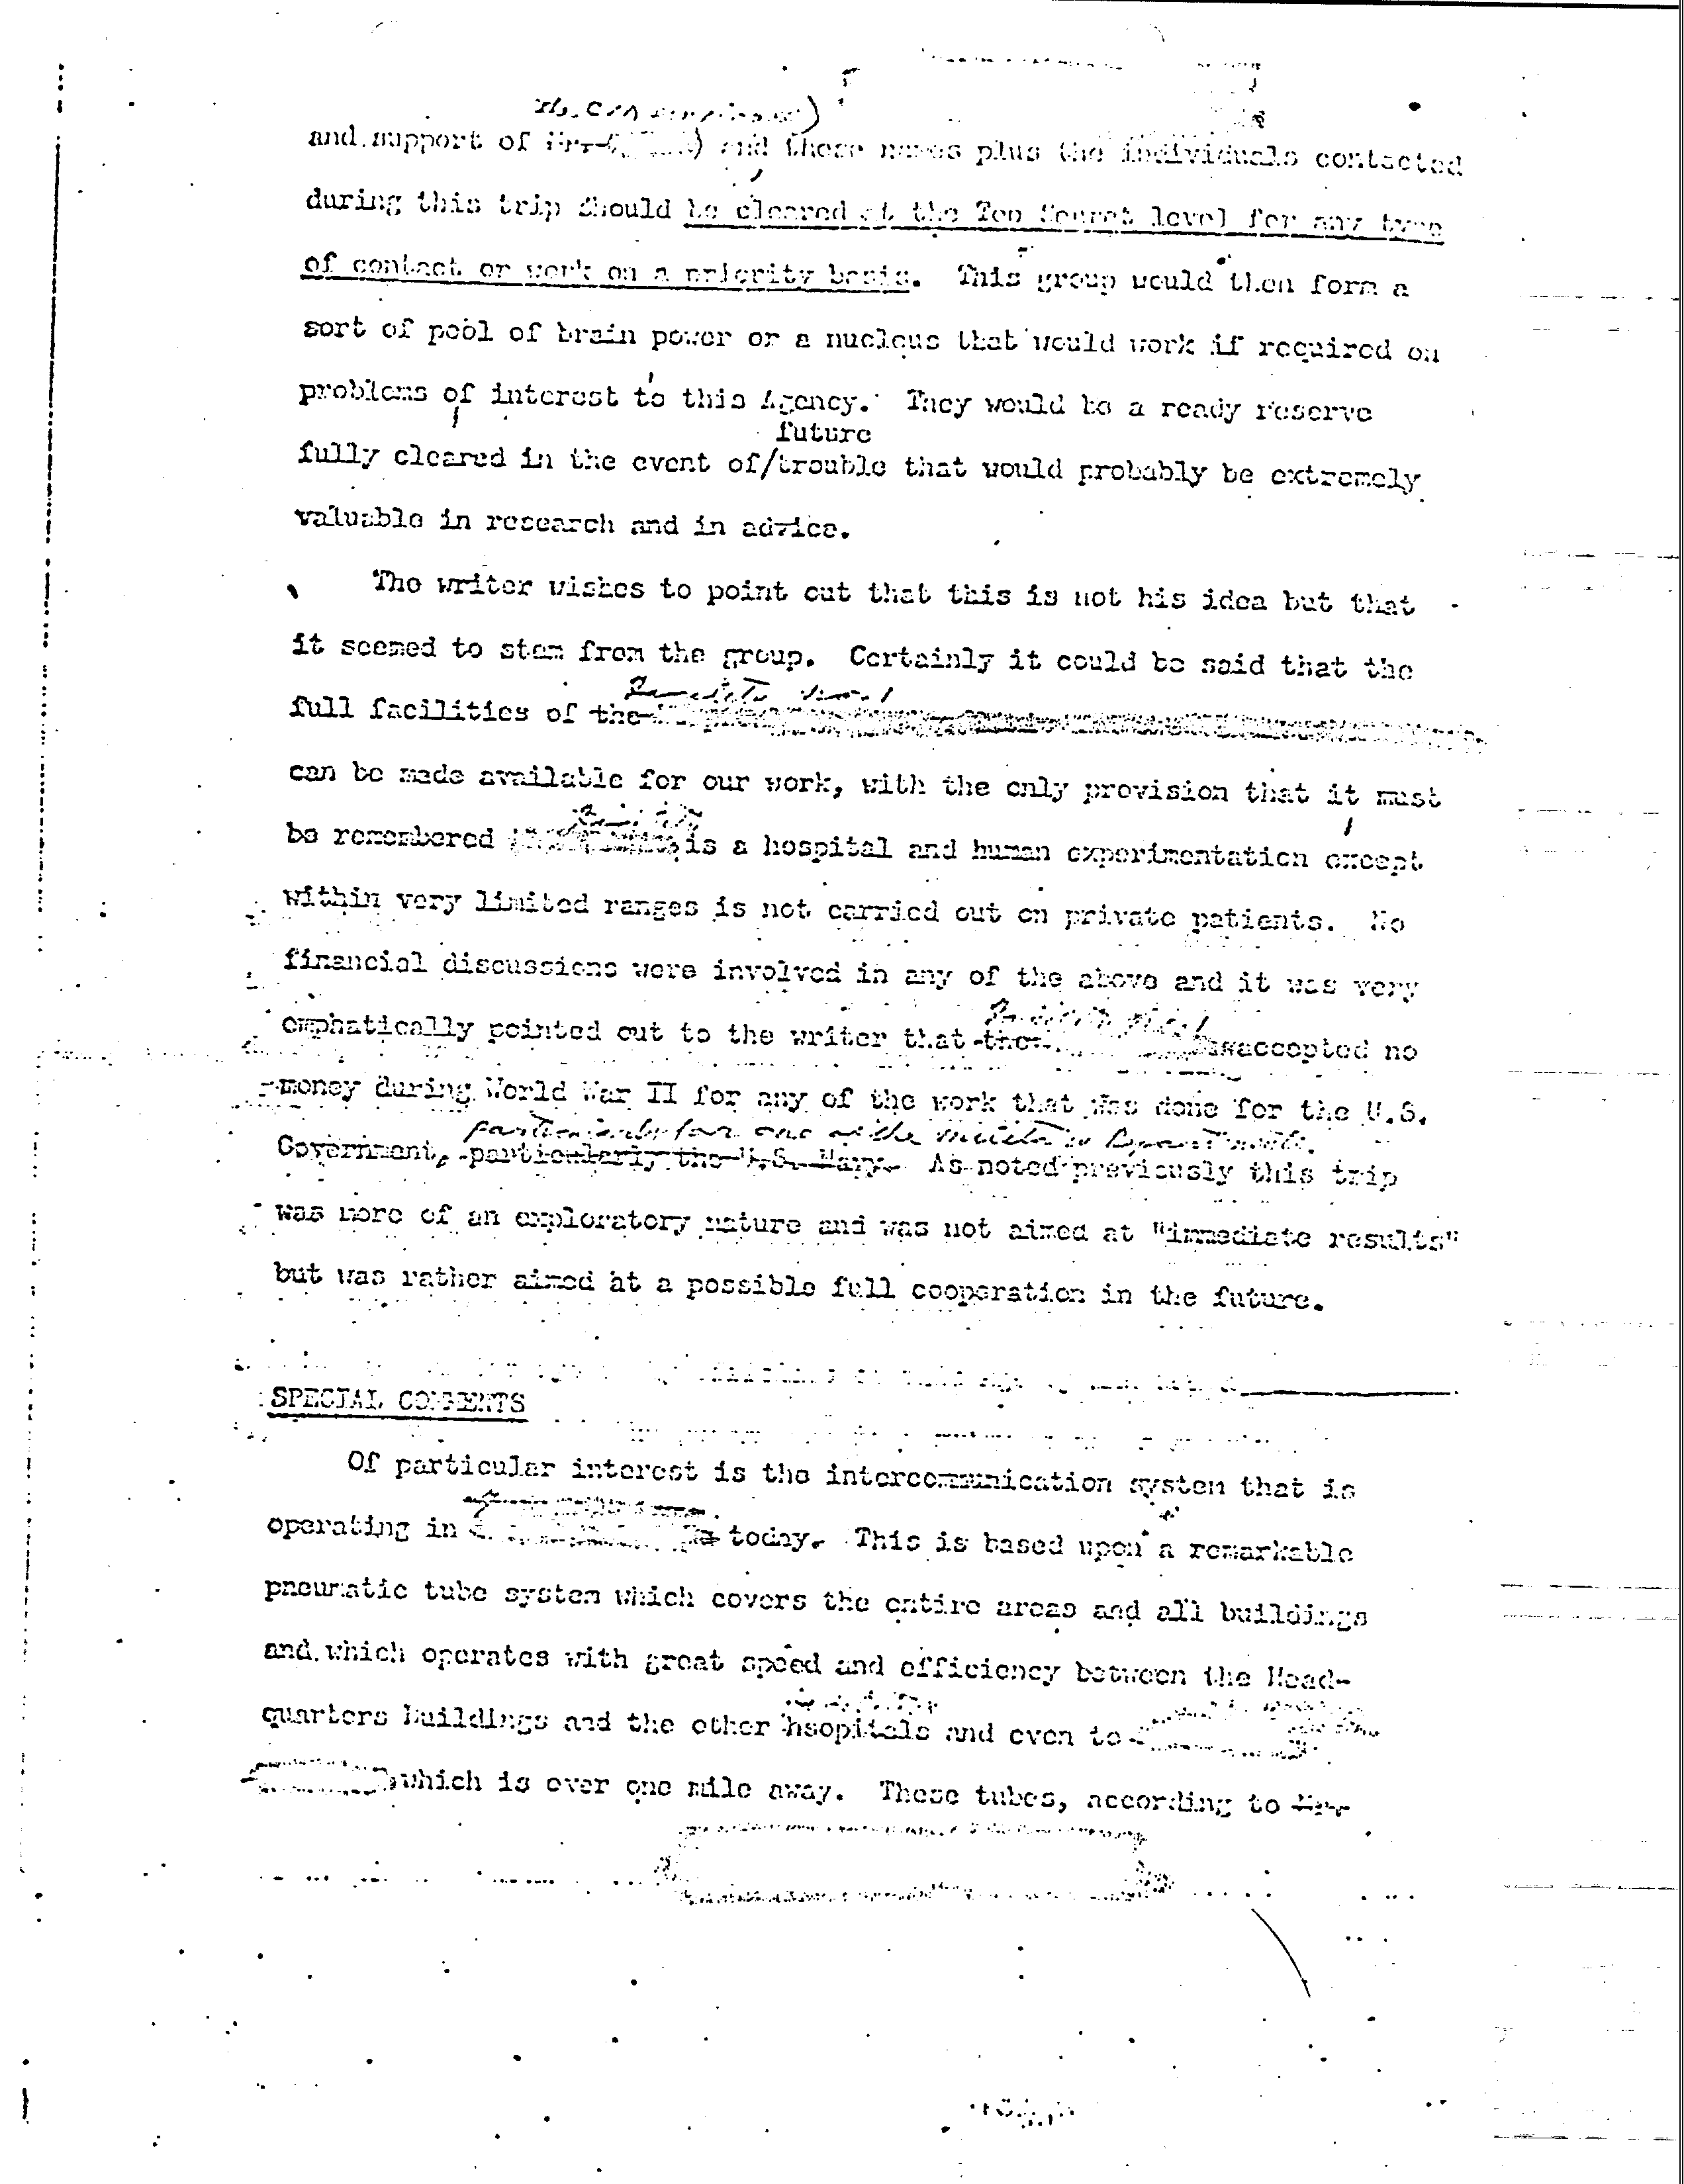 and support of and these names plus the individuals contacted
during this trip should be cleared at the Top Secret level for any type
of contact or work on a priority basis. This group would then form a
sort of pool of brain power or a nucleus that would work if required on
problems of interest to this Agency. They would be a ready reserve
future
fully cleared in the event of/trouble that would probably be extremely
valuable in research and in advice.
The writer wishes to point out that this is not his idea but that
it seemed to stem from the group. Certainly it could be said that the
full facilities of the
can be made available for our work, with the only provision that it must
be remembered is a hospital and human experimentation except
within very limited ranges is not carried out on private patients. No
financial discussions were involved in any of the above and it was very
emphatically pointed out to the writer that the accepted no
money during World War II for any of the work that was done for the U.S.
particularly for one of the
Government, particularly the U.S. Navy. As noted previously this trip
was more of an exploratory nature and was not aimed at "immediate results"
but was rather aimed at a possible full cooperation in the future.
SPECIAL COMMENTS
Of particular interest is the intercommunication system that is
operating in today. This is based upon a remarkable
pneumatic tube system which covers the entire areas and all buildings
and which operates with great speed and efficiency between the Head-
quarters Buildings and the other hsopitals and even to
which is over one mile away. These tubes, according to